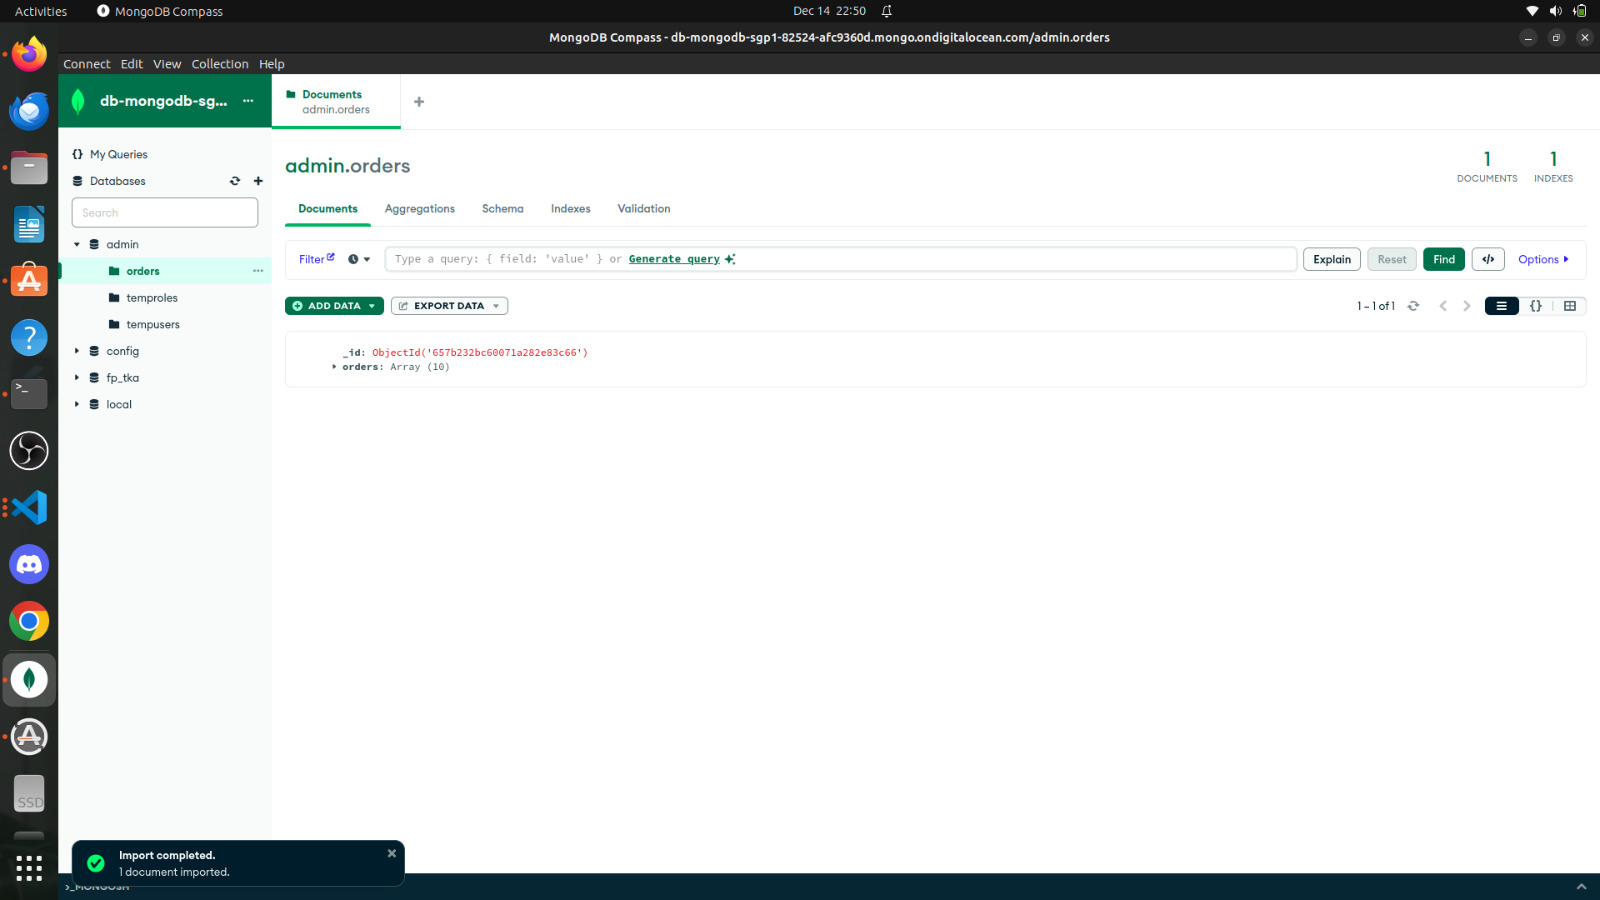 Activities
MongoDB Compass
Dec 14 22:50
MongoDB Compass - db-mongodb-sgp1-82524-afc9360d.mongo.ondigitalocean.com/admin.orders
Connect Edit View Collection Help
db-mongodb-sg... ...
Documents
admin.orders
+
{} My Queries
Databases
Search
admin
orders
temproles
tempusers
config
fp_tka
local
admin.orders
1
DOCUMENTS
1
INDEXES
Documents Aggregations Schema Indexes Validation
Filter
Type a query: { field: 'value' } or Generate query
Explain Reset Find </> Options
ADD DATA EXPORT DATA
1 – 1 of 1
{}
_id: ObjectId('657b232bc60071a282e83c66')
orders: Array (10)
SSD
Import completed.
1 document imported.
>_MONGOSH